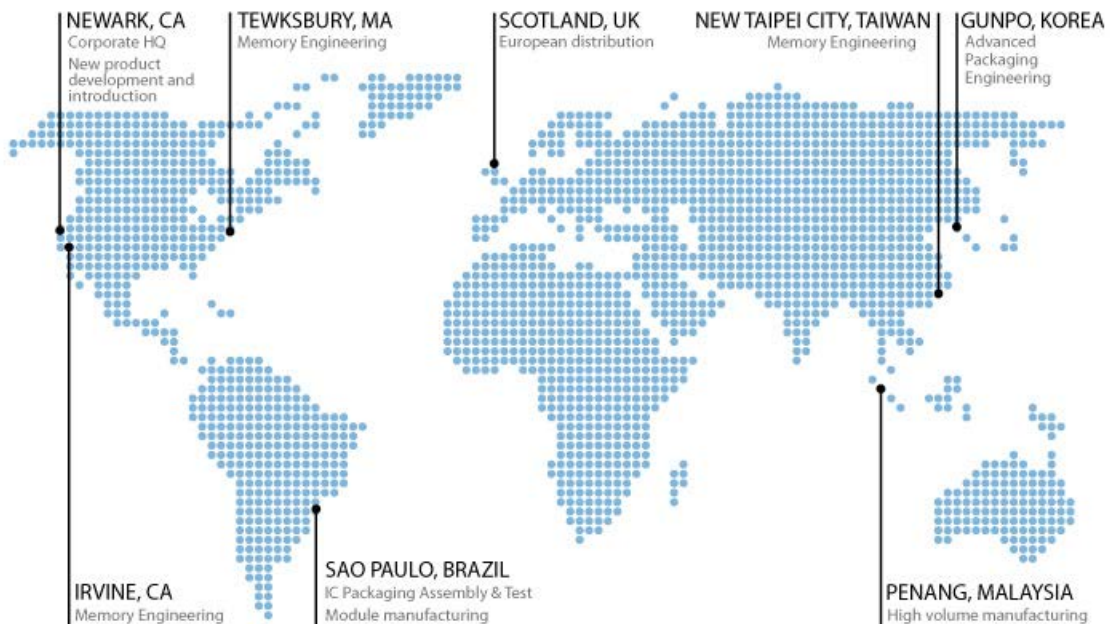 NEWARK, CA
Corporate HQ
New product
development and
introduction
TEWKSBURY, MA
Memory Engineering
SCOTLAND, UK
European distribution
NEW TAIPEI CITY, TAIWAN
Memory Engineering
GUNPO, KOREA
Advanced
Packaging
Engineering
IRVINE, CA
Memory Engineering
SAO PAULO, BRAZIL
IC Packaging Assembly & Test
Module manufacturing
PENANG, MALAYSIA
High volume manufacturing